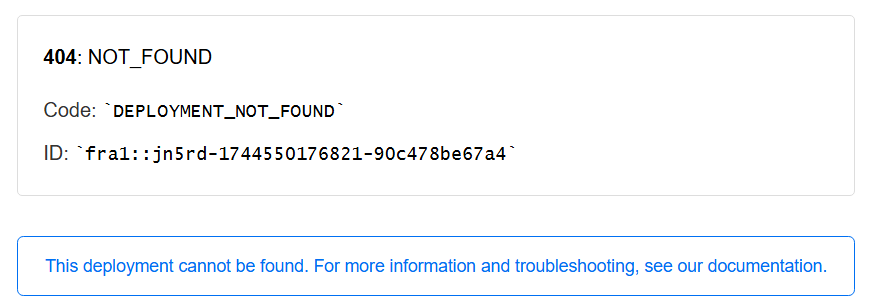 404: NOT_FOUND
Code: `DEPLOYMENT_NOT_FOUND`
ID: `fra1::jn5rd-1744550176821-90c478be67a4`
This deployment cannot be found. For more information and troubleshooting, see our documentation.